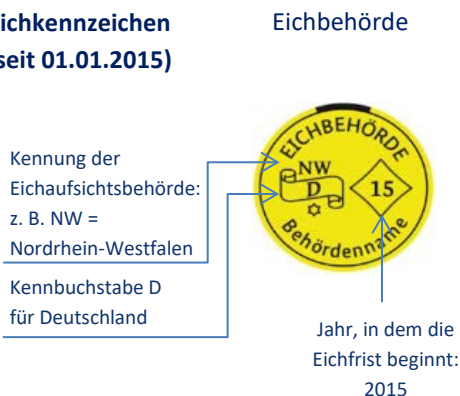 ichkennzeichen
seit 01.01.2015)
Eichbehörde
Kennung der
Eichaufsichtsbehörde:
z. B. NW =
Nordrhein-Westfalen
Kennbuchstabe D
für Deutschland
EICHBEHÖRDE
NW
D
15
Behördenname
Jahr, in dem die
Eichfrist beginnt:
2015